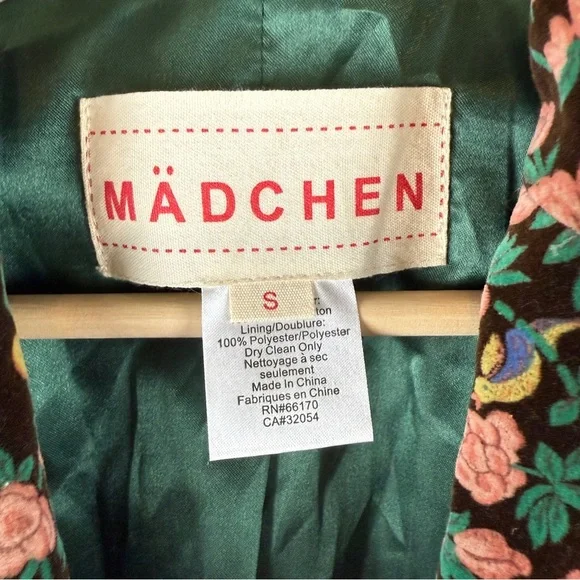 MÄDCHEN
S
Lining/Doublure:
100% Polyester/Polyester
Dry Clean Only
Nettoyage à sec
seulement
Made In China
Fabriques en Chine
RN#66170
CA#32054